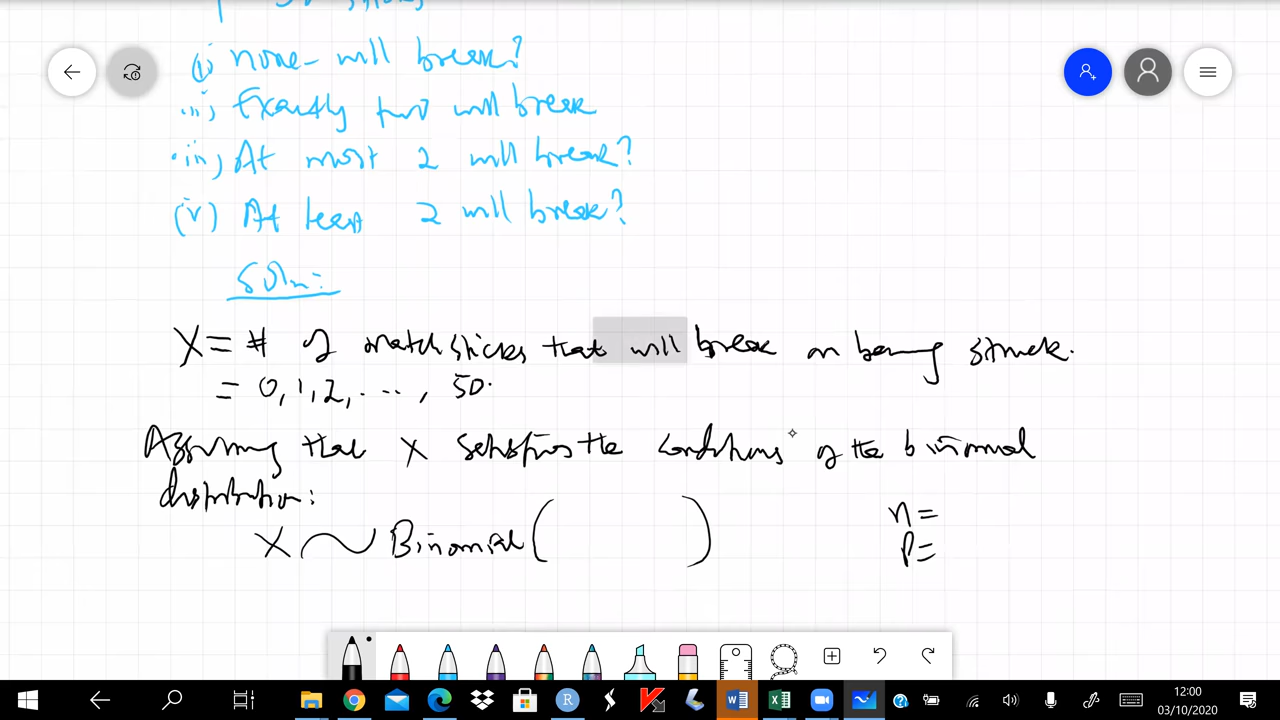 (i) none will break?
(ii) Exactly two will break
(iii) At most 2 will break?
(iv) At least 2 will break?
Soln:
X = # of match sticks that will break on being struck.
= 0, 1, 2, ..., 50.
Assuming that X satisfies the conditions of the binomial
distribution:
X ~ Binomial( )
n =
p =
12:00
03/10/2020